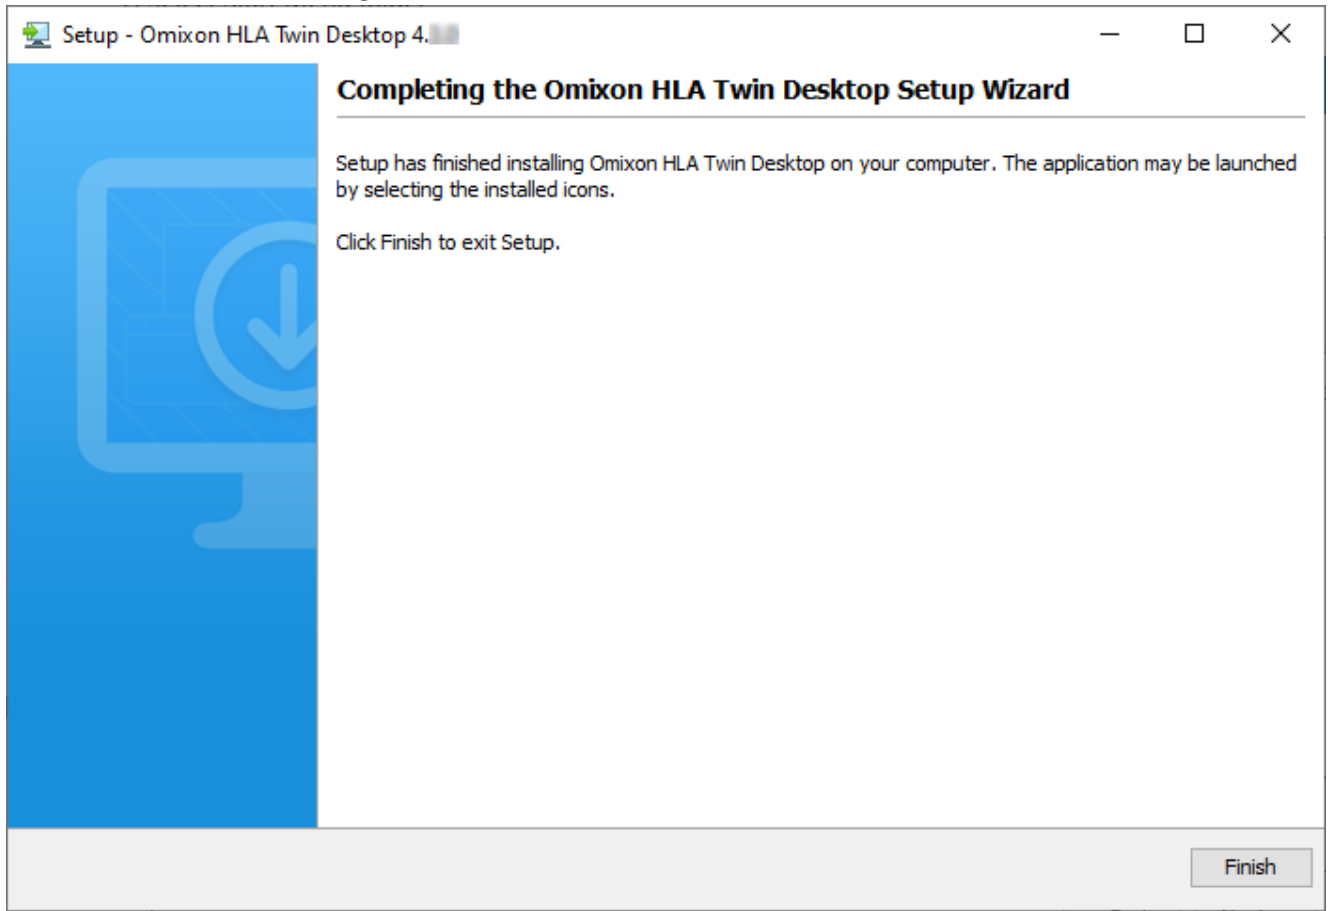 Setup - Omixon HLA Twin Desktop 4.
Completing the Omixon HLA Twin Desktop Setup Wizard
Setup has finished installing Omixon HLA Twin Desktop on your computer. The application may be launched
by selecting the installed icons.
Click Finish to exit Setup.
Finish